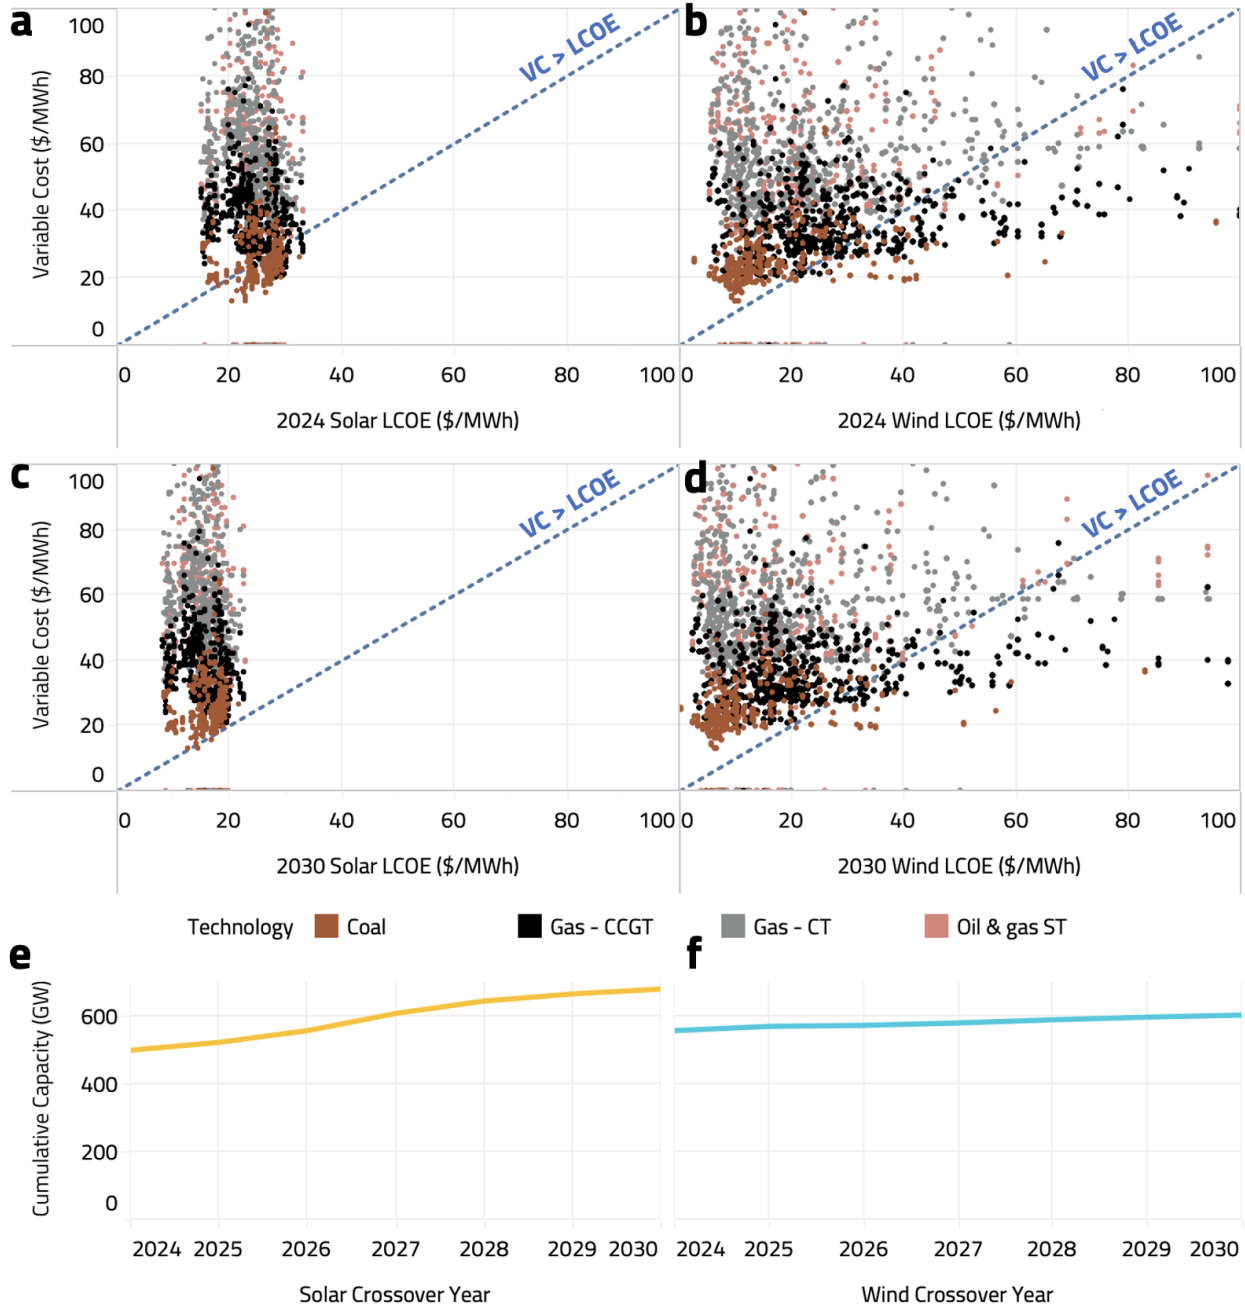 a
b
Variable Cost ($/MWh)
100
80
60
40
20
0
VC > LCOE
VC > LCOE
0 20 40 60 80 100
0 20 40 60 80 100
2024 Solar LCOE ($/MWh)
2024 Wind LCOE ($/MWh)
c
d
Variable Cost ($/MWh)
100
80
60
40
20
0
VC > LCOE
VC > LCOE
0 20 40 60 80 100
0 20 40 60 80 100
2030 Solar LCOE ($/MWh)
2030 Wind LCOE ($/MWh)
Technology Coal Gas - CCGT Gas - CT Oil & gas ST
e
f
Cumulative Capacity (GW)
600
400
200
0
2024 2025 2026 2027 2028 2029 2030
2024 2025 2026 2027 2028 2029 2030
Solar Crossover Year
Wind Crossover Year